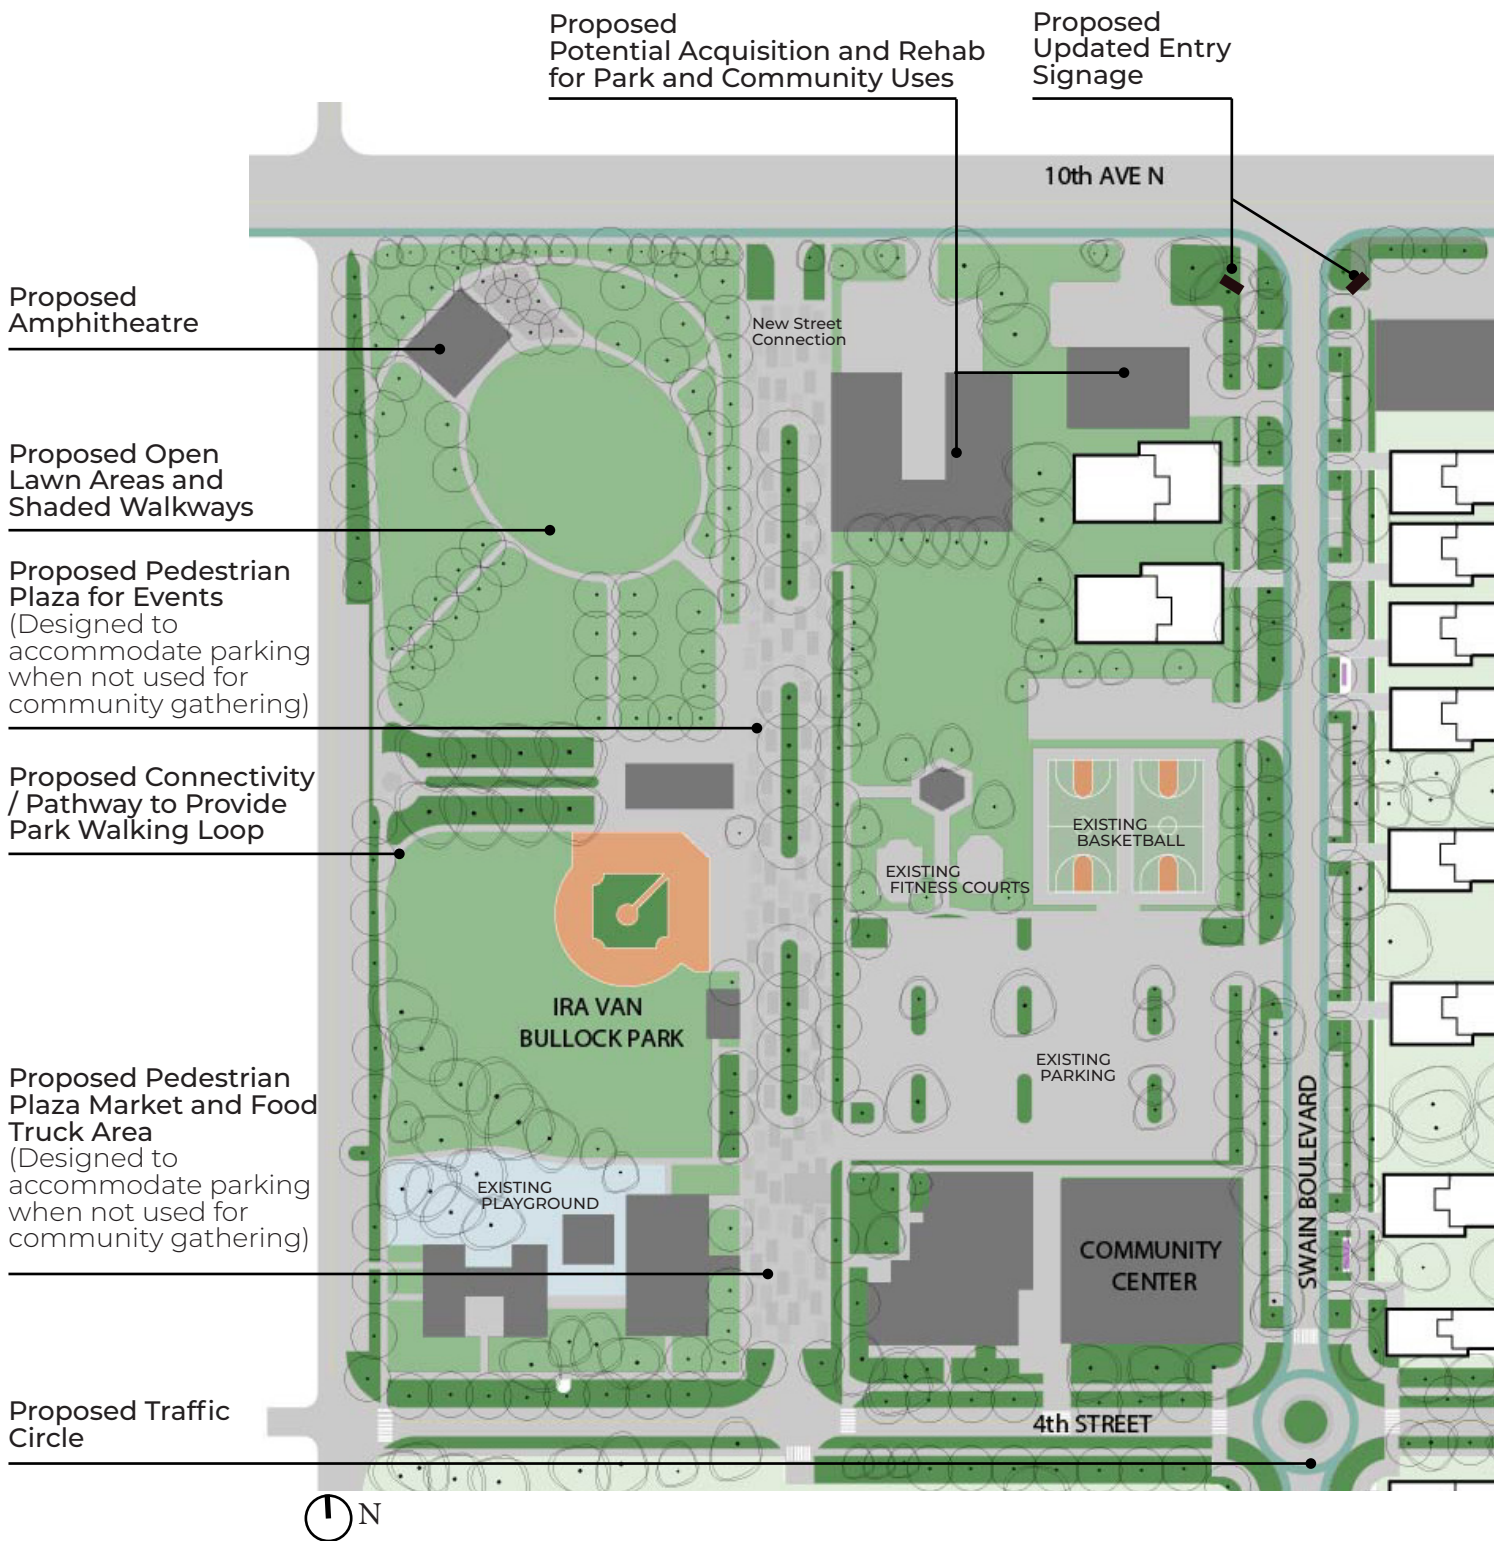 Proposed
Potential Acquisition and Rehab
for Park and Community Uses
Proposed
Updated Entry
Signage
10th AVE N
Proposed
Amphitheatre
New Street
Connection
Proposed Open
Lawn Areas and
Shaded Walkways
Proposed Pedestrian
Plaza for Events
(Designed to
accommodate parking
when not used for
community gathering)
Proposed Connectivity
/ Pathway to Provide
Park Walking Loop
EXISTING
BASKETBALL
EXISTING
FITNESS COURTS
IRA VAN
BULLOCK PARK
EXISTING
PARKING
Proposed Pedestrian
Plaza Market and Food
Truck Area
(Designed to
accommodate parking
when not used for
community gathering)
SWAIN BOULEVARD
EXISTING
PLAYGROUND
COMMUNITY
CENTER
Proposed Traffic
Circle
4th STREET
N